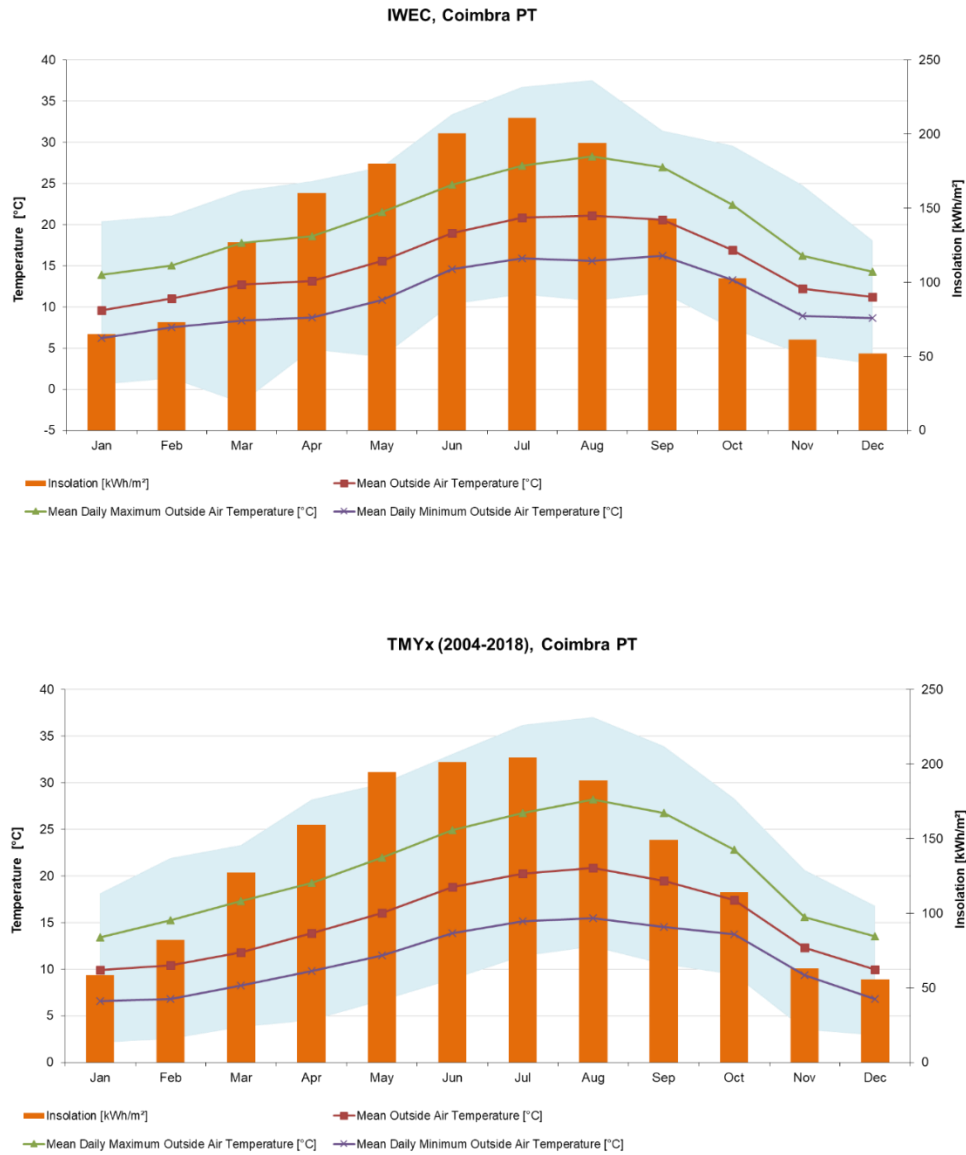 IWEC, Coimbra PT
Temperature [°C]
40
35
30
25
20
15
10
5
0
-5
250
200
150
100
50
0
Insolation [kWh/m²]
Jan Feb Mar Apr May Jun Jul Aug Sep Oct Nov Dec
Insolation [kWh/m²] Mean Outside Air Temperature [°C]
Mean Daily Maximum Outside Air Temperature [°C] Mean Daily Minimum Outside Air Temperature [°C]
TMYx (2004-2018), Coimbra PT
Temperature [°C]
40
35
30
25
20
15
10
5
0
250
200
150
100
50
0
Insolation [kWh/m²]
Jan Feb Mar Apr May Jun Jul Aug Sep Oct Nov Dec
Insolation [kWh/m²] Mean Outside Air Temperature [°C]
Mean Daily Maximum Outside Air Temperature [°C] Mean Daily Minimum Outside Air Temperature [°C]